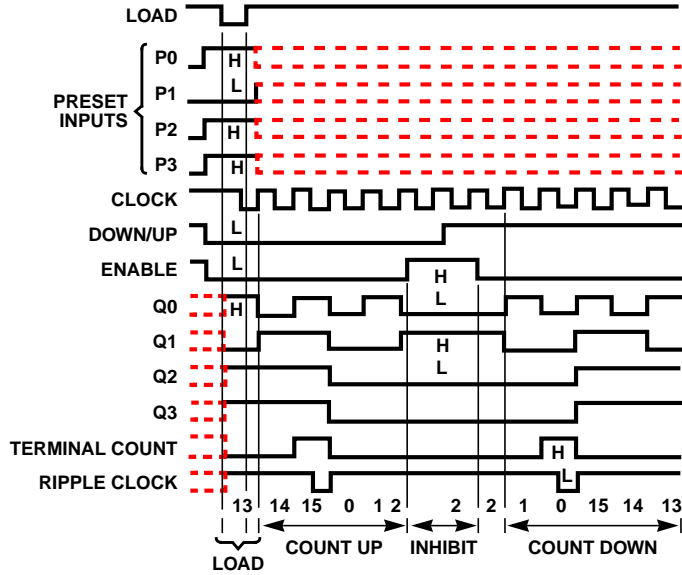 LOAD
P0 H
P1 L
PRESET
INPUTS
P2 H
P3 H
CLOCK
DOWN/UP L
ENABLE L H
Q0 H L
Q1 H
Q2 L
Q3
TERMINAL COUNT H
RIPPLE CLOCK L
13 14 15 0 1 2 2 2 1 0 15 14 13
COUNT UP INHIBIT COUNT DOWN
LOAD